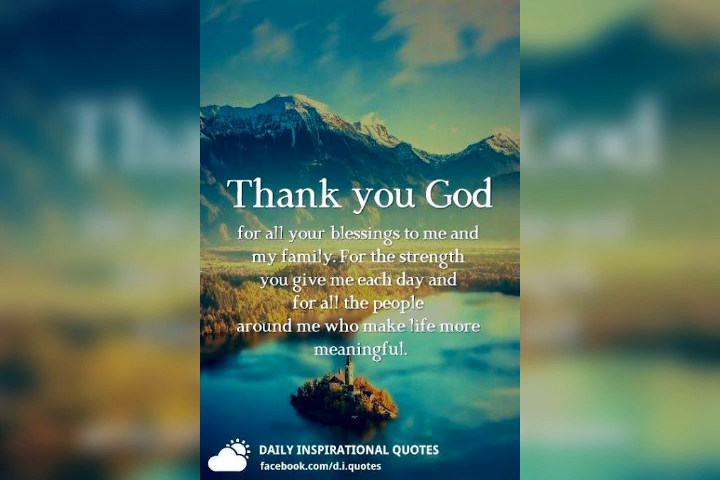 Thank you God
for all your blessings to me and
my family. For the strength
you give me each day and
for all the people
around me who make life more
meaningful.
DAILY INSPIRATIONAL QUOTES
facebook.com/d.i.quotes